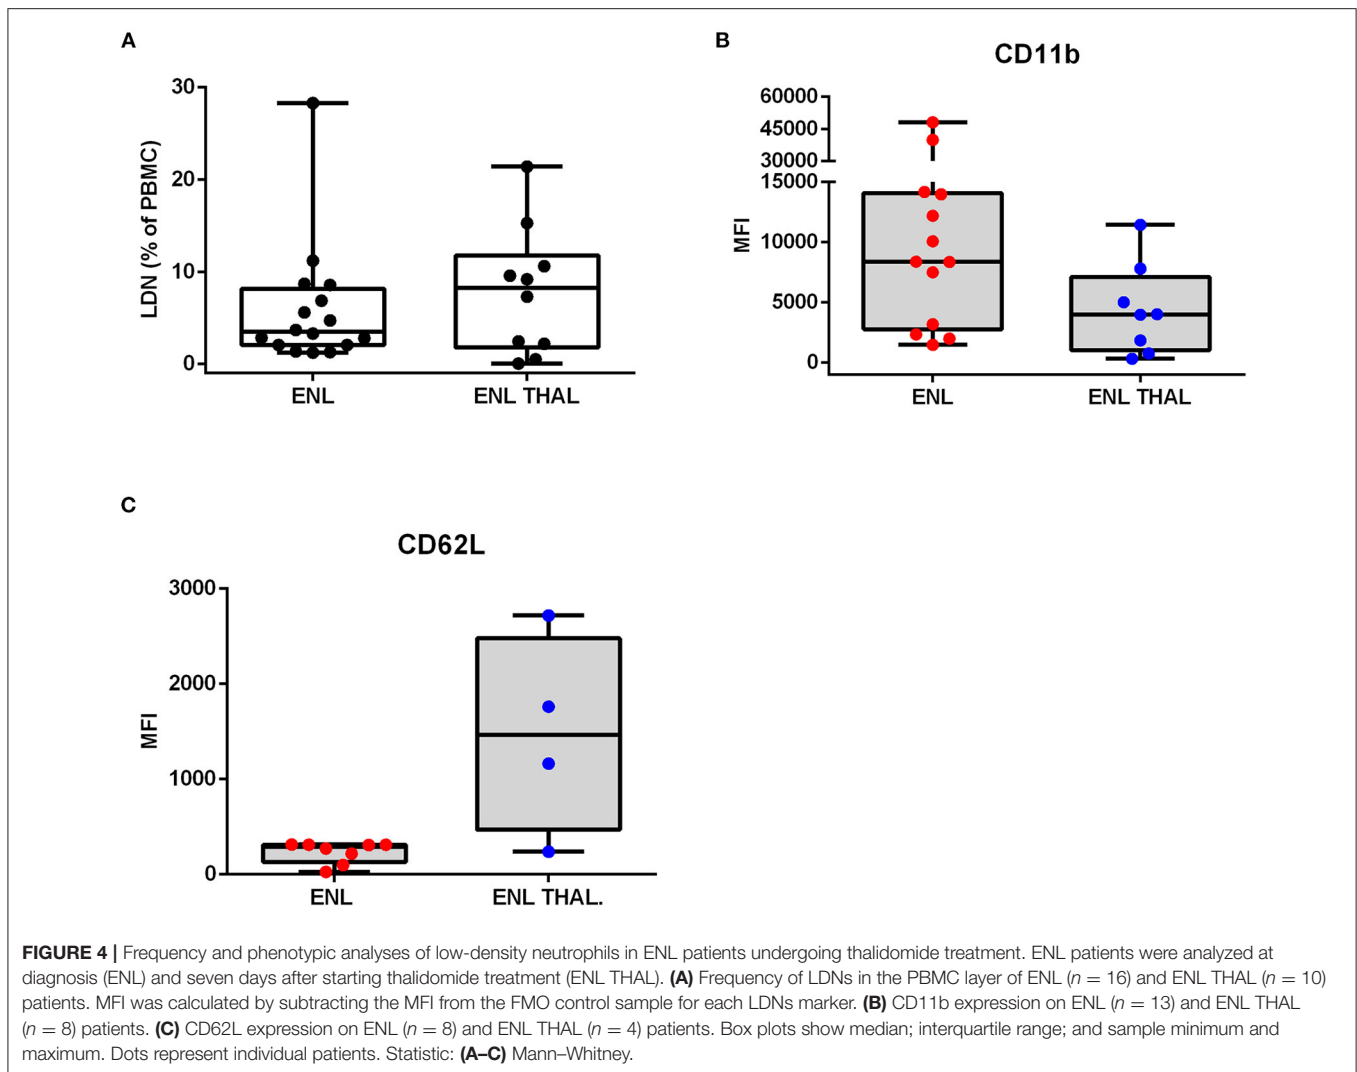 A
30
20
10
0
LDN (% of PBMC)
ENL
ENL THAL
B
CD11b
60000
45000
30000
15000
10000
5000
0
MFI
ENL
ENL THAL
C
CD62L
3000
2000
1000
0
MFI
ENL
ENL THAL.
FIGURE 4 | Frequency and phenotypic analyses of low-density neutrophils in ENL patients undergoing thalidomide treatment. ENL patients were analyzed at
diagnosis (ENL) and seven days after starting thalidomide treatment (ENL THAL). (A) Frequency of LDNs in the PBMC layer of ENL (n = 16) and ENL THAL (n = 10)
patients. MFI was calculated by subtracting the MFI from the FMO control sample for each LDNs marker. (B) CD11b expression on ENL (n = 13) and ENL THAL
(n = 8) patients. (C) CD62L expression on ENL (n = 8) and ENL THAL (n = 4) patients. Box plots show median; interquartile range; and sample minimum and
maximum. Dots represent individual patients. Statistic: (A–C) Mann–Whitney.